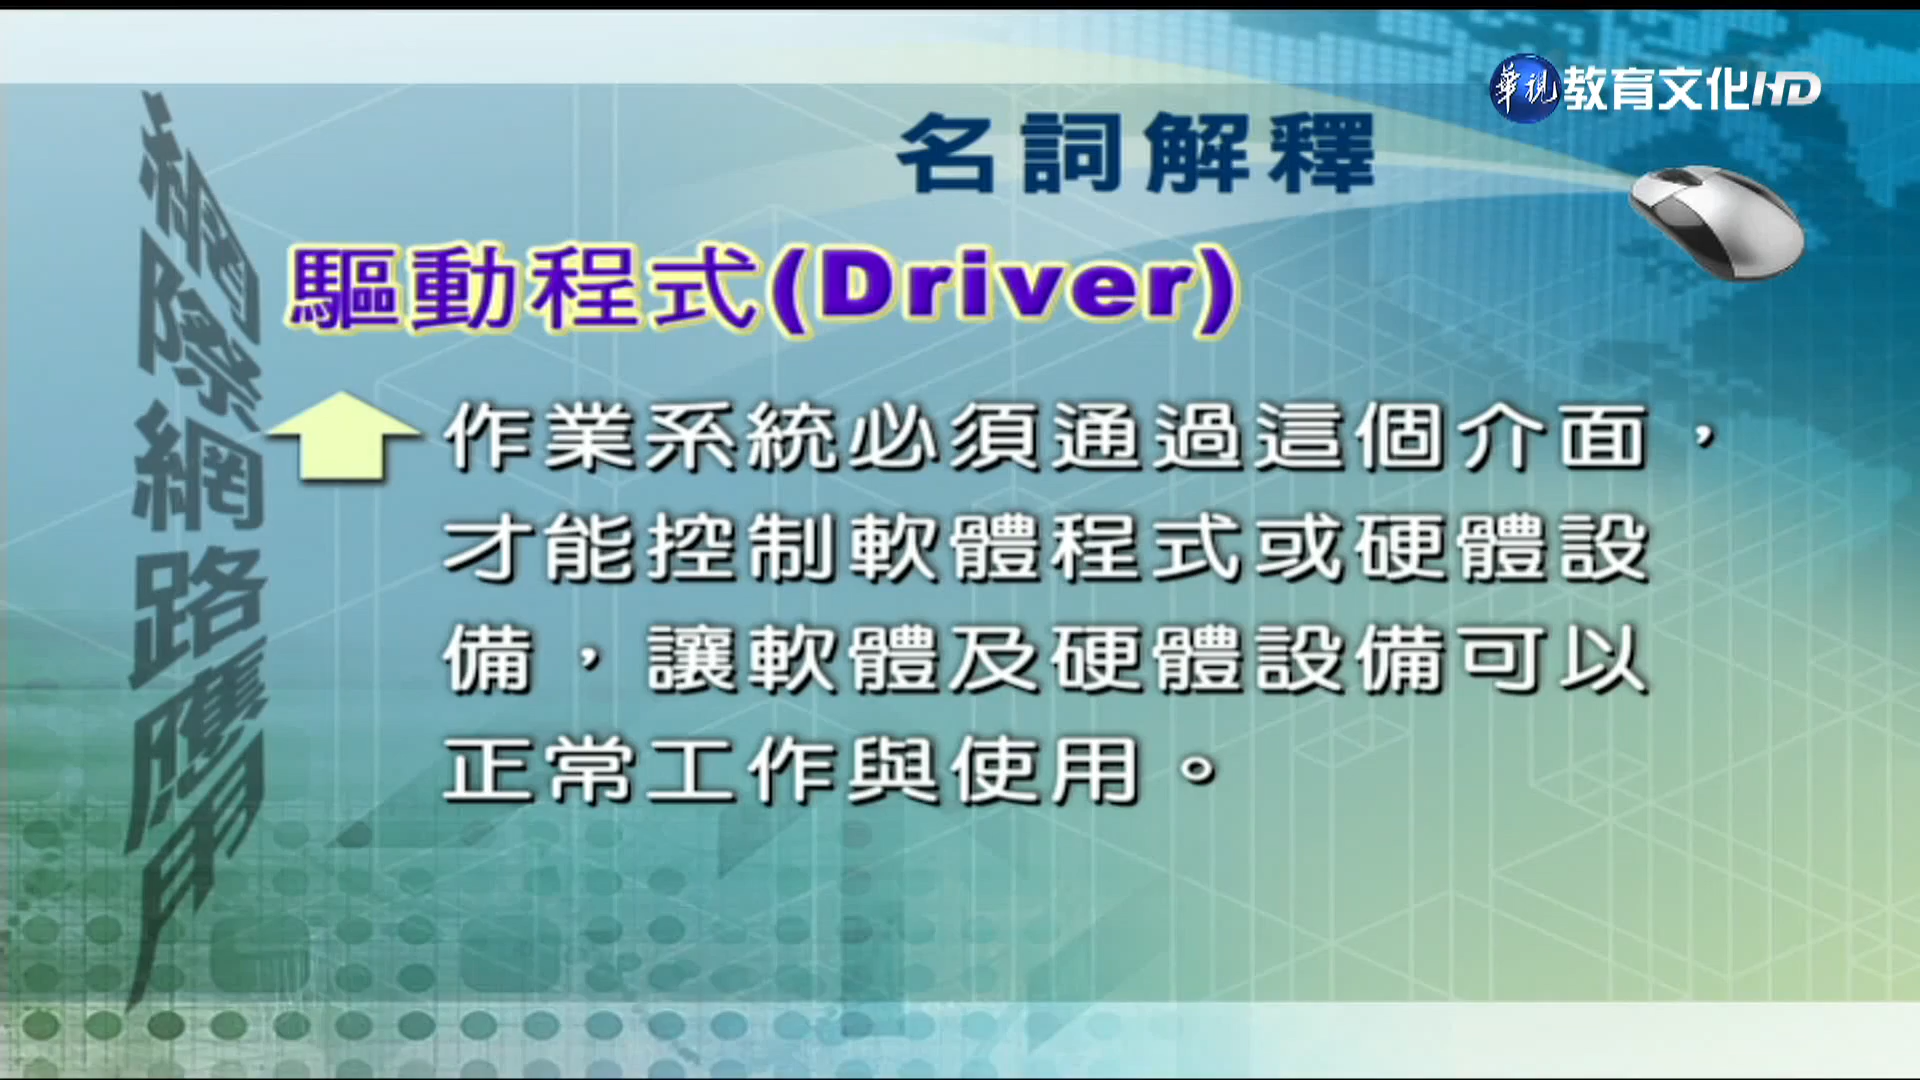 華視 教育文化HD
名詞解釋
網際網路應用
驅動程式(Driver)
作業系統必須通過這個介面，
才能控制軟體程式或硬體設
備，讓軟體及硬體設備可以
正常工作與使用。